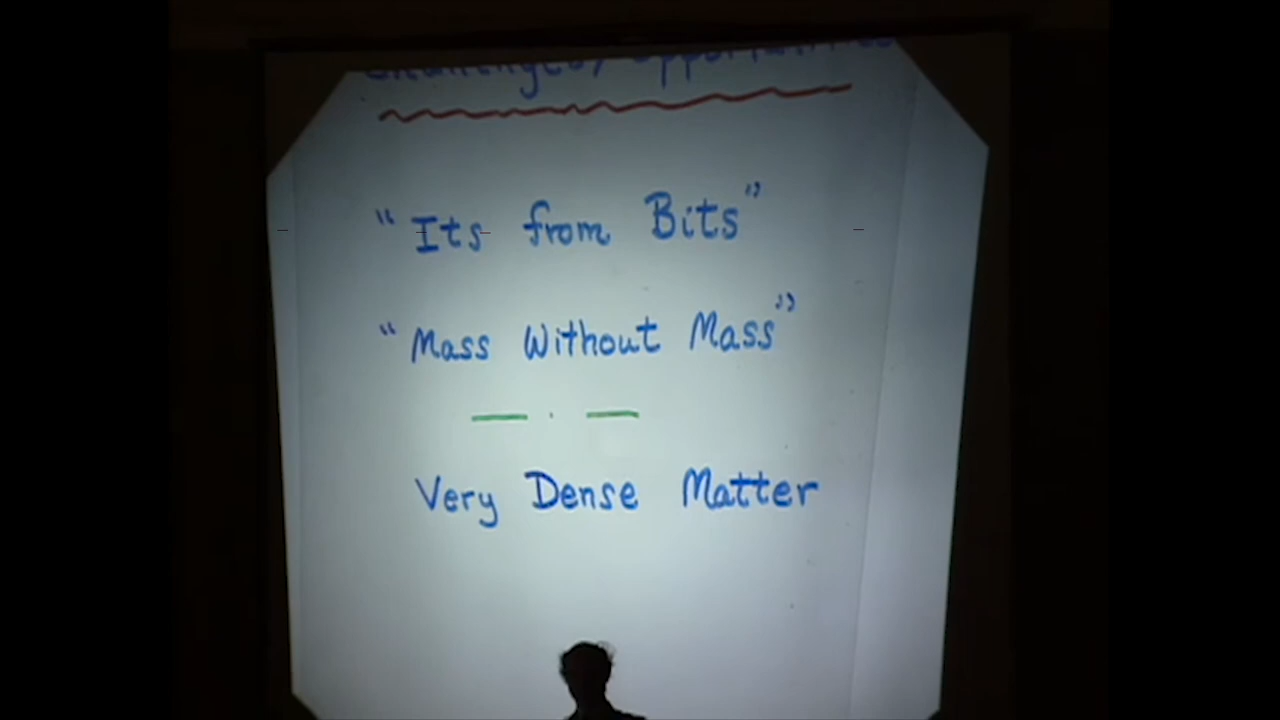 "Its from Bits"
"Mass Without Mass"
Very Dense Matter